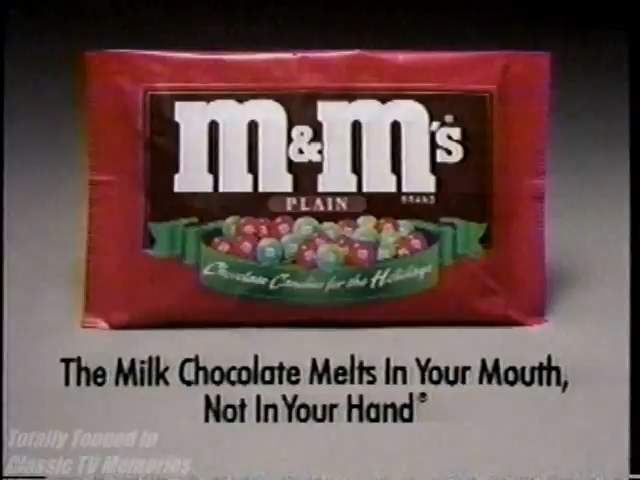 m&m's®
PLAIN
BRAND
Chocolate Candies for the Holidays
The Milk Chocolate Melts In Your Mouth,
Not In Your Hand®
Totally Tooned In
Classic TV Memories